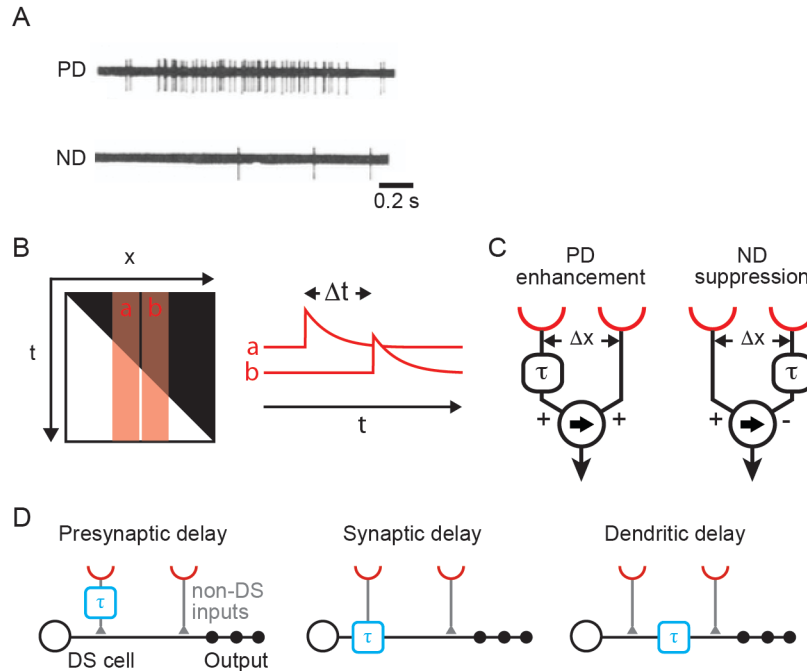 A
PD
ND
0.2 s
B
x
t
a b
Δt
a
b
t
C
PD
enhancement
ND
suppression
Δx
Δx
τ
τ
+ +
+ -
D
Presynaptic delay
Synaptic delay
Dendritic delay
τ
non-DS
inputs
DS cell
Output
τ
τ